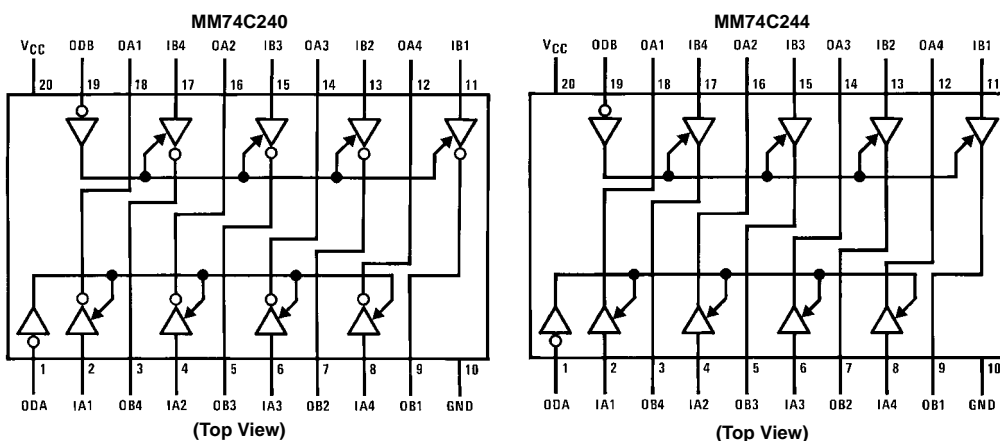 MM74C240
V CC ODB OA1 IB4 OA2 IB3 OA3 IB2 OA4 IB1
20 19 18 17 16 15 14 13 12 11
1 2 3 4 5 6 7 8 9 10
ODA IA1 OB4 IA2 OB3 IA3 OB2 IA4 OB1 GND
(Top View)
MM74C244
V CC ODB OA1 IB4 OA2 IB3 OA3 IB2 OA4 IB1
20 19 18 17 16 15 14 13 12 11
1 2 3 4 5 6 7 8 9 10
ODA IA1 OB4 IA2 OB3 IA3 OB2 IA4 OB1 GND
(Top View)